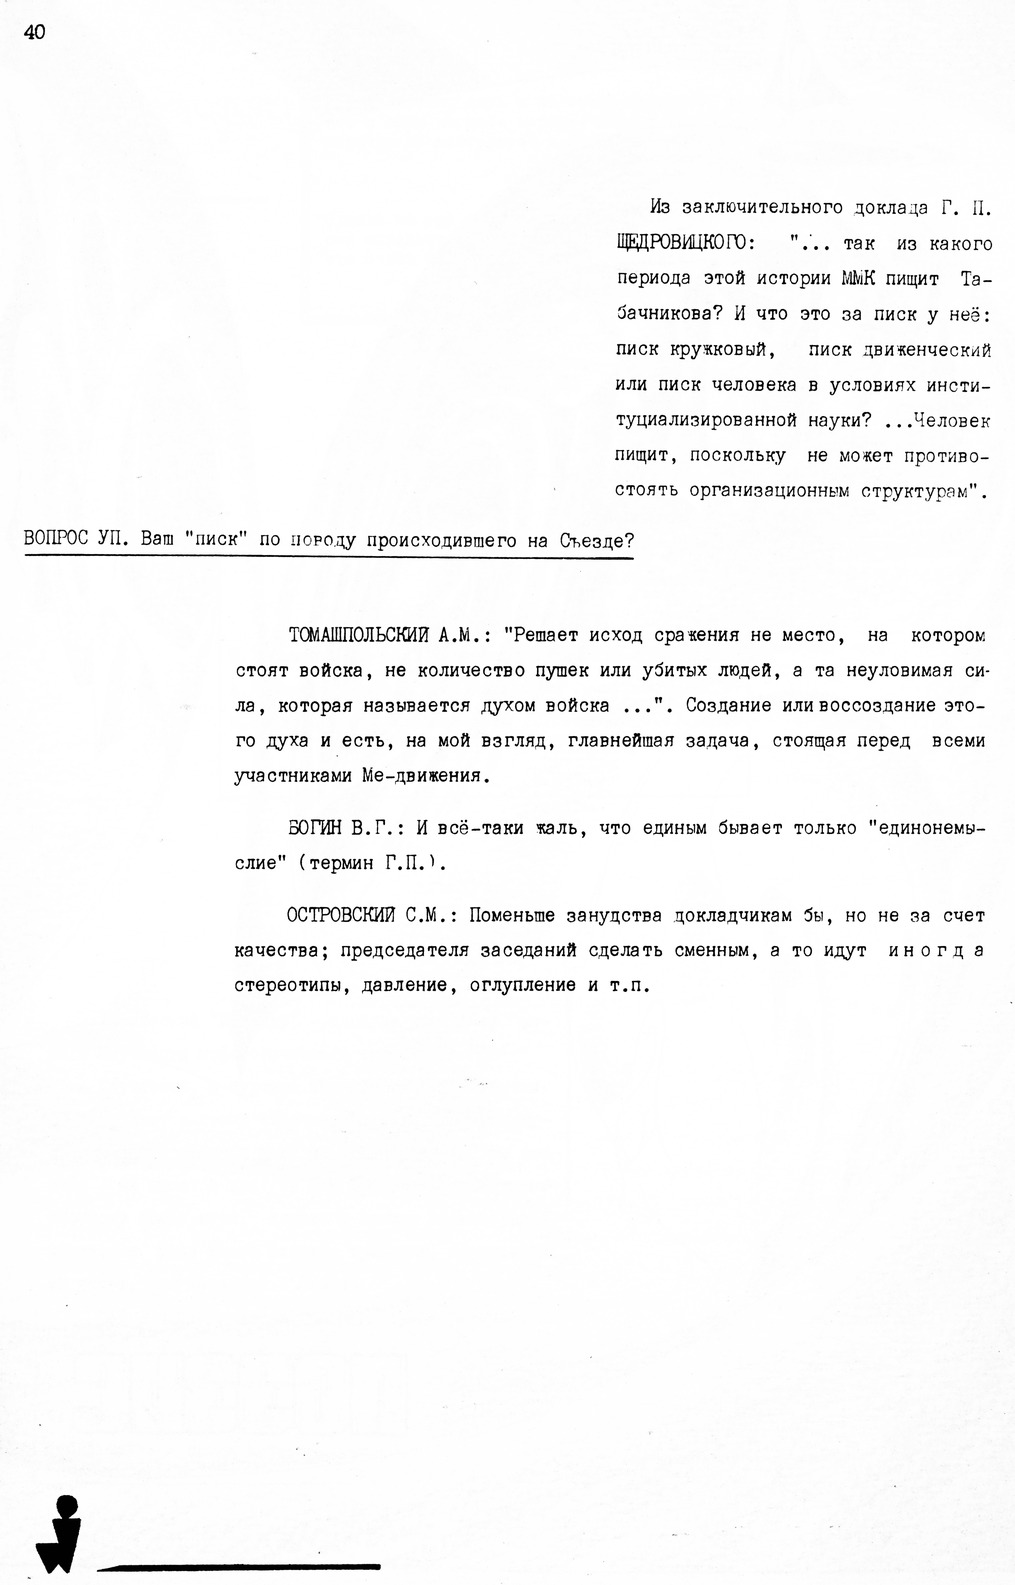 40
Из заключительного доклада Г. П.
ЩЕДРОВИЦКОГО: "... так из какого
периода этой истории ММК пищит Та-
бачникова? И что это за писк у неё:
писк кружковый, писк движенческий
или писк человека в условиях инсти-
туциализированной науки? ...Человек
пищит, поскольку не может противо-
стоять организационным структурам".
ВОПРОС УП. Ваш "писк" по породу происходившего на Съезде?
ТОМАШПОЛЬСКИЙ А.М.: "Решает исход сражения не место, на котором
стоят войска, не количество пушек или убитых людей, а та неуловимая си-
ла, которая называется духом войска ...". Создание или воссоздание это-
го духа и есть, на мой взгляд, главнейшая задача, стоящая перед всеми
участниками Ме-движения.
БОГИН В.Г.: И всё-таки жаль, что единым бывает только "единонемы-
слие" (термин Г.П.).
ОСТРОВСКИЙ С.М.: Поменьше занудства докладчикам бы, но не за счет
качества; председателя заседаний сделать сменным, а то идут и н о г д а
стереотипы, давление, оглупление и т.п.